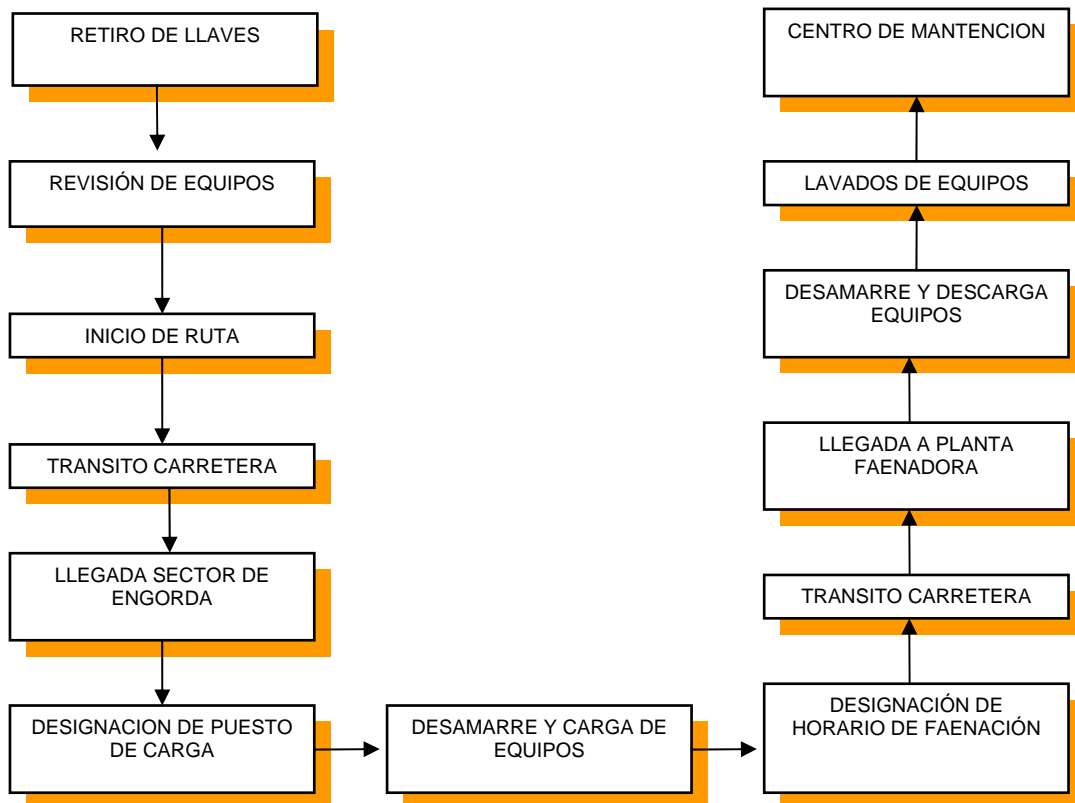 RETIRO DE LLAVES
REVISIÓN DE EQUIPOS
INICIO DE RUTA
TRANSITO CARRETERA
LLEGADA SECTOR DE
ENGORDA
DESIGNACION DE PUESTO
DE CARGA
DESAMARRE Y CARGA DE
EQUIPOS
DESIGNACIÓN DE
HORARIO DE FAENACIÓN
TRANSITO CARRETERA
LLEGADA A PLANTA
FAENADORA
DESAMARRE Y DESCARGA
EQUIPOS
LAVADOS DE EQUIPOS
CENTRO DE MANTENCION